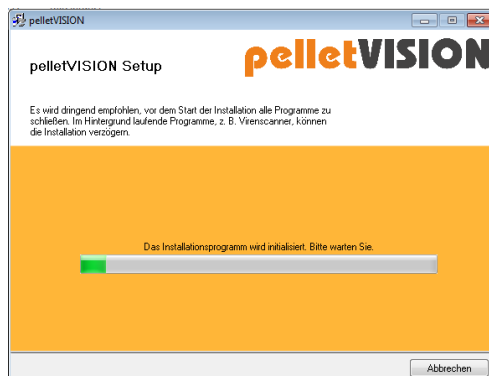 pelletVISION
pelletVISION Setup
pelletVISION
Es wird dringend empfohlen, vor dem Start der Installation alle Programme zu
schließen. Im Hintergrund laufende Programme, z. B. Virenscanner, können
die Installation verzögern.
Das Installationsprogramm wird initialisiert. Bitte warten Sie.
Abbrechen